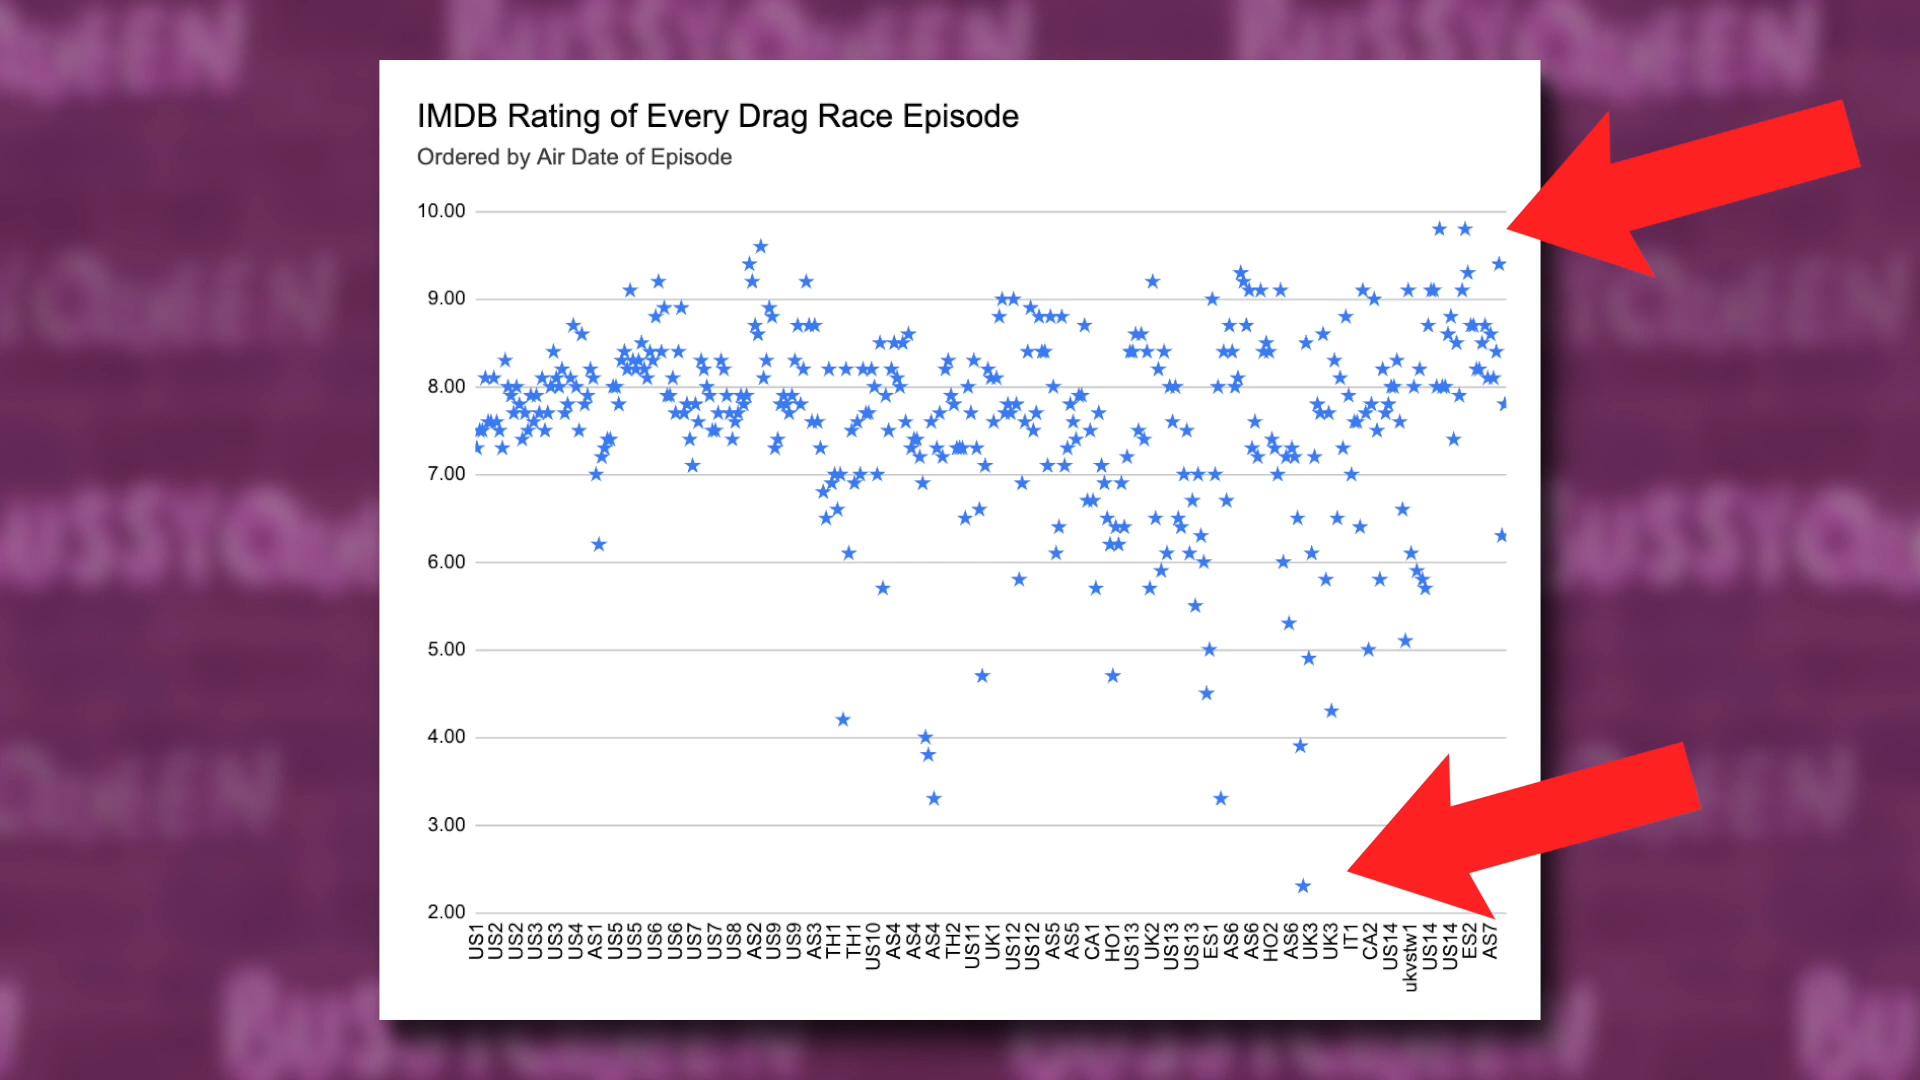 BUSSYQUEEN
IMDB Rating of Every Drag Race Episode
Ordered by Air Date of Episode
10.00
9.00
8.00
7.00
6.00
5.00
4.00
3.00
2.00
US1 US2 US2 US3 US3 US4 AS1 US5 US5 US6 US6 US7 US7 US8 AS2 US9 US9 AS3 TH1 TH1 US10 AS4 AS4 AS4 TH2 US11 UK1 US12 US12 AS5 AS5 CA1 HO1 US13 UK2 US13 US13 ES1 AS6 AS6 HO2 AS6 UK3 UK3 IT1 CA2 US14 ukvstw1 US14 US14 ES2 AS7